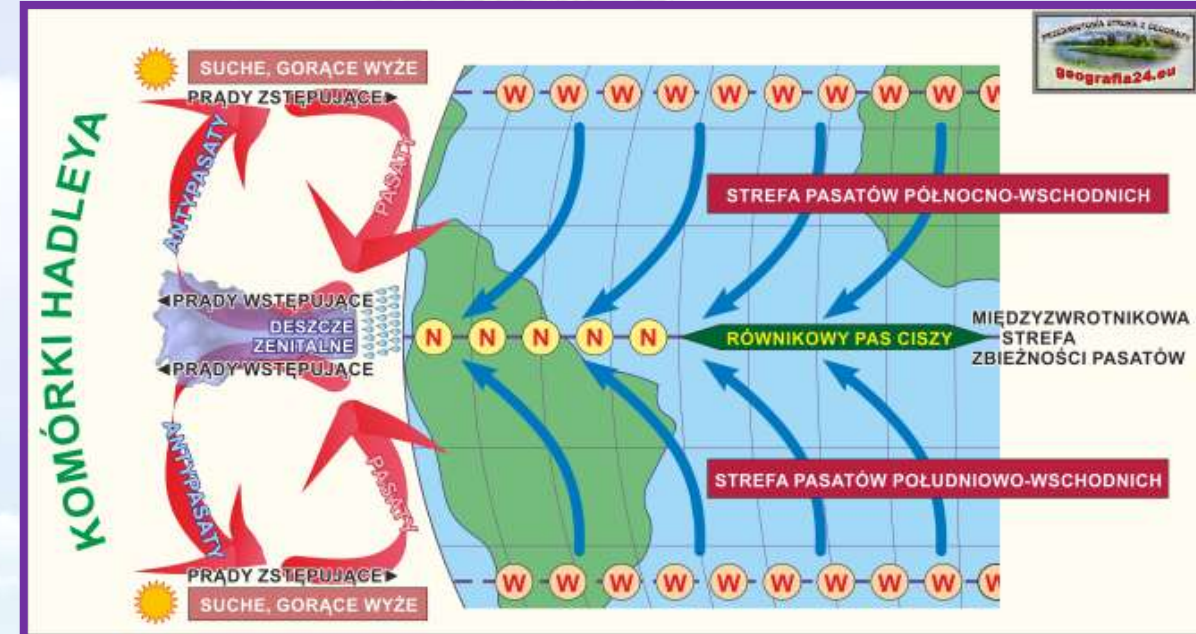 KOMÓRKI HADLEYA
SUCHE, GORĄCE WYŻE
PRĄDY ZSTĘPUJĄCE
ANTYPASATY
PASATY
PRĄDY WSTĘPUJĄCE
DESZCZE
ZENITALNE
PRĄDY WSTĘPUJĄCE
ANTYPASATY
PASATY
PRĄDY ZSTĘPUJĄCE
SUCHE, GORĄCE WYŻE
W W W W W W W W W W
STREFA PASATÓW PÓŁNOCNO-WSCHODNICH
N N N N N
RÓWNIKOWY PAS CISZY
MIĘDZYZWROTNIKOWA
STREFA
ZBIEŻNOŚCI PASATÓW
STREFA PASATÓW POŁUDNIOWO-WSCHODNICH
W W W W W W W W W W
geografia24.eu